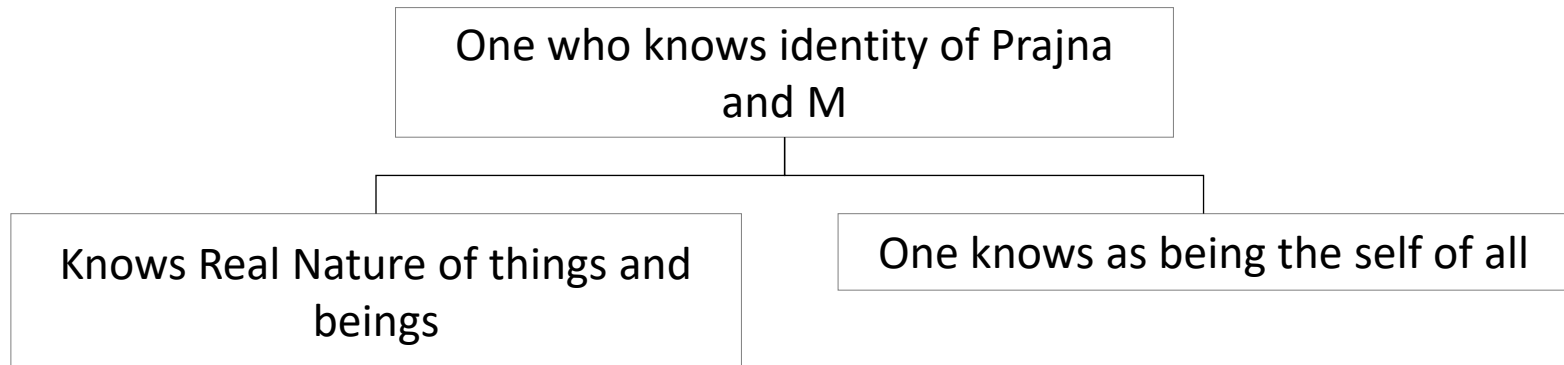 One who knows identity of Prajna
and M
Knows Real Nature of things and
beings
One knows as being the self of all